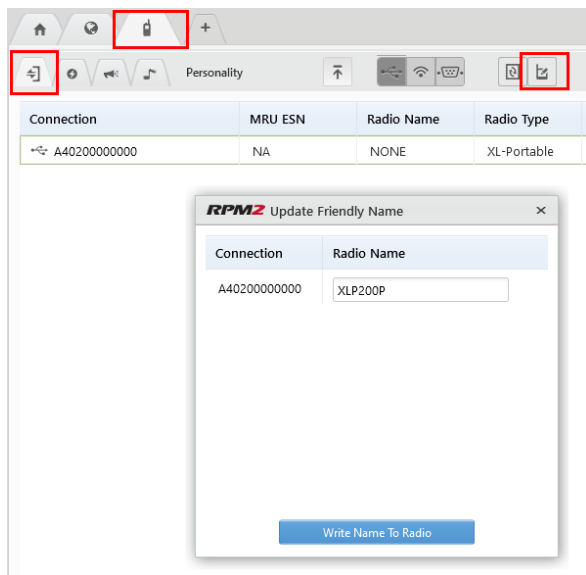 +
Personality
Connection MRU ESN Radio Name Radio Type
A40200000000 NA NONE XL-Portable
RPM2 Update Friendly Name ×
Connection Radio Name
A40200000000 XLP200P
Write Name To Radio